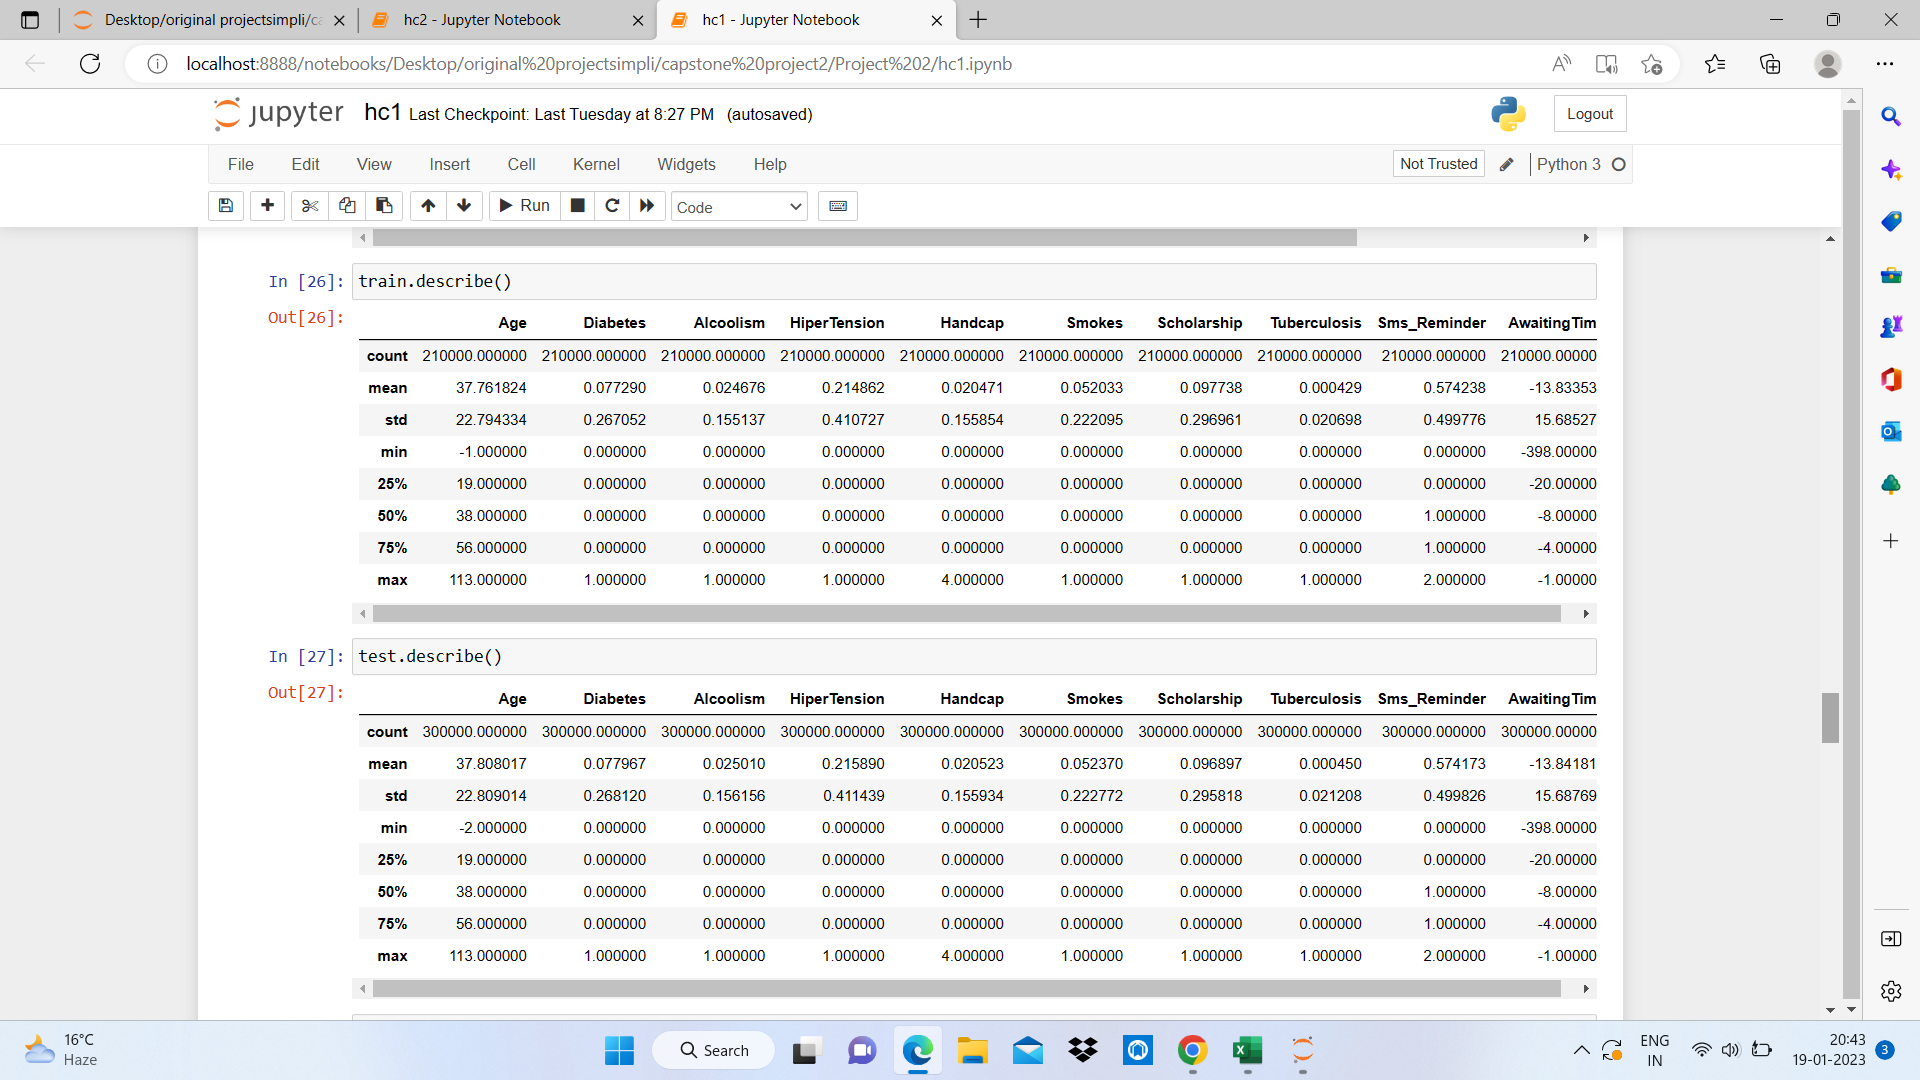 Desktop/original projectsimpli/ca
hc2 - Jupyter Notebook
hc1 - Jupyter Notebook
localhost:8888/notebooks/Desktop/original%20projectsimpli/capstone%20project2/Project%202/hc1.ipynb
jupyter hc1 Last Checkpoint: Last Tuesday at 8:27 PM (autosaved)
Logout
File Edit View Insert Cell Kernel Widgets Help
Not Trusted Python 3
Run Code
In [26]: train.describe()
Out[26]:
Age Diabetes Alcoolism HiperTension Handcap Smokes Scholarship Tuberculosis Sms_Reminder AwaitingTim
count 210000.000000 210000.000000 210000.000000 210000.000000 210000.000000 210000.000000 210000.000000 210000.000000 210000.000000 210000.00000
mean 37.761824 0.077290 0.024676 0.214862 0.020471 0.052033 0.097738 0.000429 0.574238 -13.83353
std 22.794334 0.267052 0.155137 0.410727 0.155854 0.222095 0.296961 0.020698 0.499776 15.68527
min -1.000000 0.000000 0.000000 0.000000 0.000000 0.000000 0.000000 0.000000 0.000000 -398.00000
25% 19.000000 0.000000 0.000000 0.000000 0.000000 0.000000 0.000000 0.000000 0.000000 -20.00000
50% 38.000000 0.000000 0.000000 0.000000 0.000000 0.000000 0.000000 0.000000 1.000000 -8.00000
75% 56.000000 0.000000 0.000000 0.000000 0.000000 0.000000 0.000000 0.000000 1.000000 -4.00000
max 113.000000 1.000000 1.000000 1.000000 4.000000 1.000000 1.000000 1.000000 2.000000 -1.00000
In [27]: test.describe()
Out[27]:
Age Diabetes Alcoolism HiperTension Handcap Smokes Scholarship Tuberculosis Sms_Reminder AwaitingTim
count 300000.000000 300000.000000 300000.000000 300000.000000 300000.000000 300000.000000 300000.000000 300000.000000 300000.000000 300000.00000
mean 37.808017 0.077967 0.025010 0.215890 0.020523 0.052370 0.096897 0.000450 0.574173 -13.84181
std 22.809014 0.268120 0.156156 0.411439 0.155934 0.222772 0.295818 0.021208 0.499826 15.68769
min -2.000000 0.000000 0.000000 0.000000 0.000000 0.000000 0.000000 0.000000 0.000000 -398.00000
25% 19.000000 0.000000 0.000000 0.000000 0.000000 0.000000 0.000000 0.000000 0.000000 -20.00000
50% 38.000000 0.000000 0.000000 0.000000 0.000000 0.000000 0.000000 0.000000 1.000000 -8.00000
75% 56.000000 0.000000 0.000000 0.000000 0.000000 0.000000 0.000000 0.000000 1.000000 -4.00000
max 113.000000 1.000000 1.000000 1.000000 4.000000 1.000000 1.000000 1.000000 2.000000 -1.00000
16°C
Haze
Search
ENG
IN
20:43
19-01-2023
3